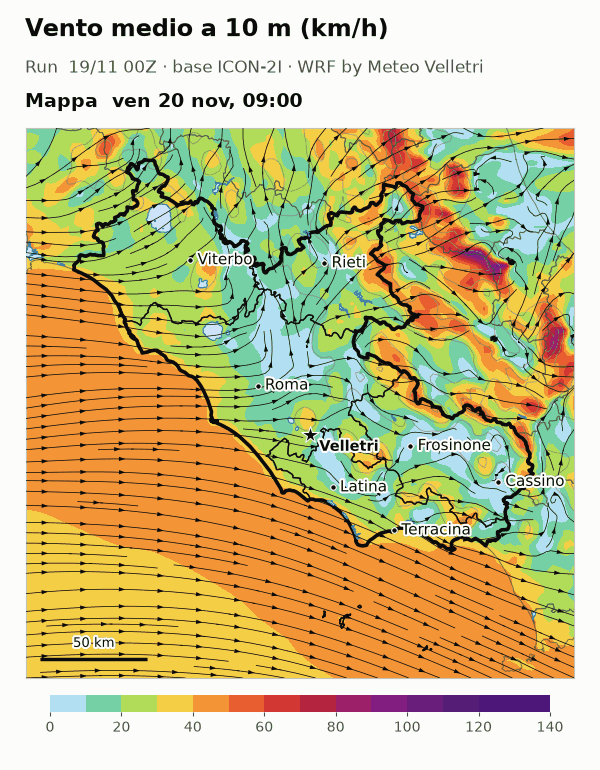 Vento medio a 10 m (km/h)
Run  19/11 00Z · base ICON-2I · WRF by Meteo Velletri
Mappa  ven 20 nov, 09:00
Viterbo
Rieti
Roma
Velletri
Frosinone
Latina
Cassino
Terracina
50 km
0 20 40 60 80 100 120 140